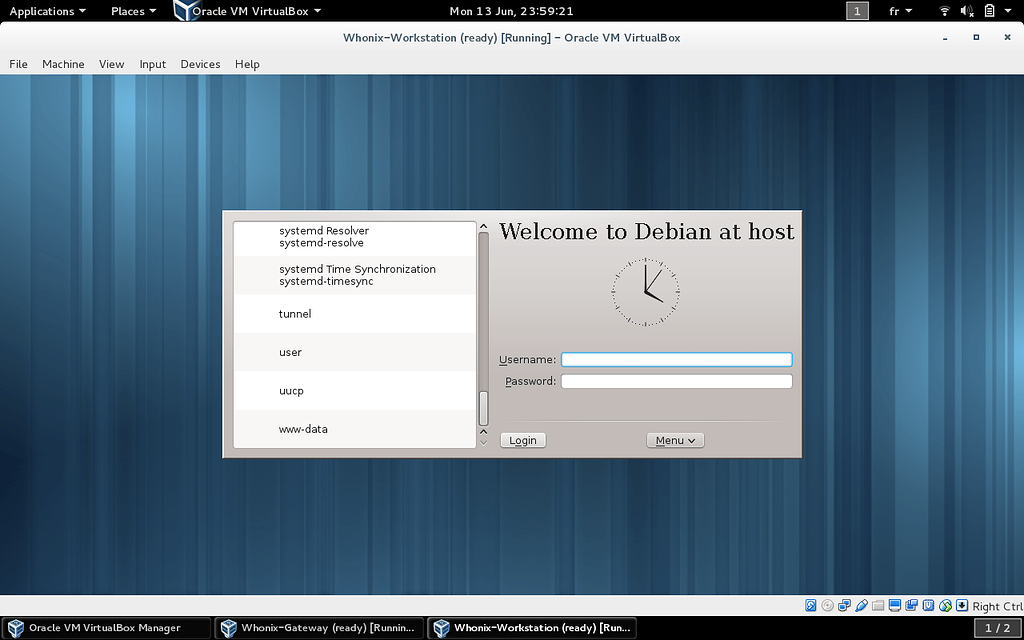 Applications Places Oracle VM VirtualBox Mon 13 Jun, 23:59:21 1 fr
Whonix-Workstation (ready) [Running] - Oracle VM VirtualBox
File Machine View Input Devices Help
systemd Resolver
systemd-resolve
systemd Time Synchronization
systemd-timesync
tunnel
user
uucp
www-data
Welcome to Debian at host
Username:
Password:
Login Menu
Right Ctrl
Oracle VM VirtualBox Manager Whonix-Gateway (ready) [Runnin... Whonix-Workstation (ready) [Run... 1 / 2